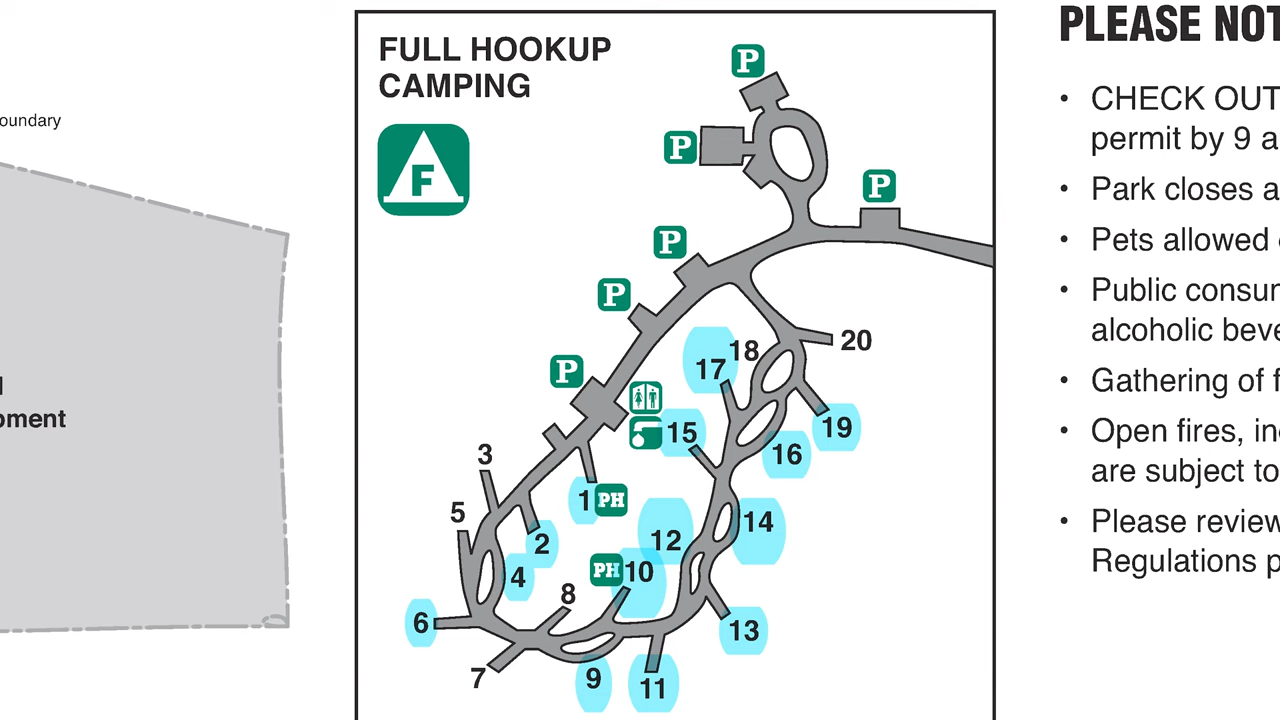 oundary
pment
FULL HOOKUP
CAMPING
F
P
P
P
P
P
P
20
18
17
15
19
16
3
1 PH
5
14
2
12
4
PH 10
8
6
13
7
9
11
PLEASE NOT
• CHECK OUT
permit by 9 a
• Park closes a
• Pets allowed
• Public consu
alcoholic beve
• Gathering of f
• Open fires, in
are subject to
• Please review
Regulations p